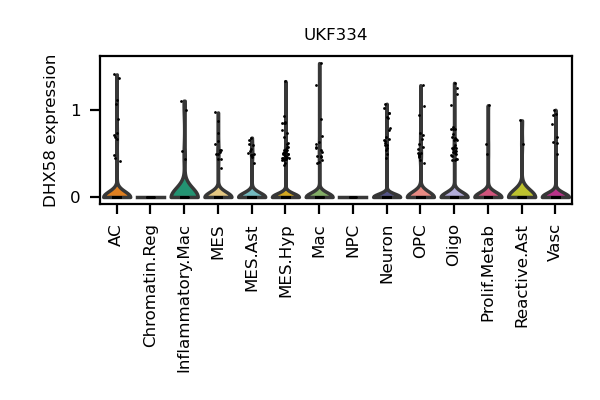 UKF334
DHX58 expression
1
0
AC
Chromatin.Reg
Inflammatory.Mac
MES
MES.Ast
MES.Hyp
Mac
NPC
Neuron
OPC
Oligo
Prolif.Metab
Reactive.Ast
Vasc